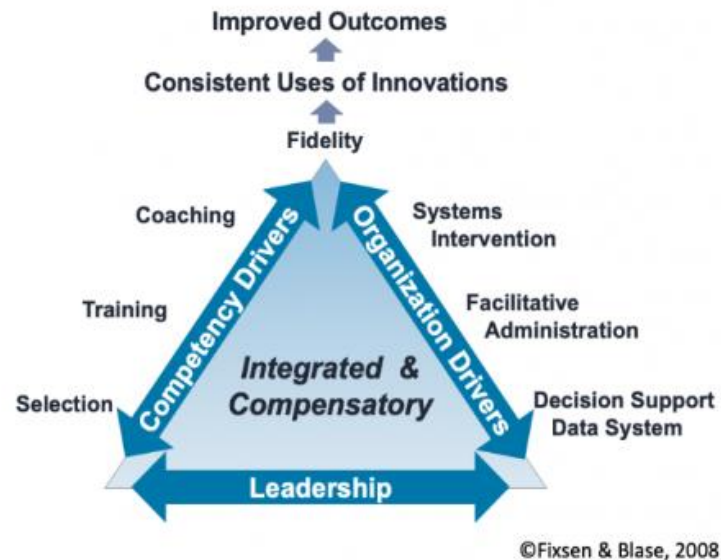 Improved Outcomes
Consistent Uses of Innovations
Fidelity
Coaching
Training
Selection
Competency Drivers
Organization Drivers
Systems
Intervention
Facilitative
Administration
Decision Support
Data System
Integrated &
Compensatory
Leadership
©Fixsen & Blase, 2008